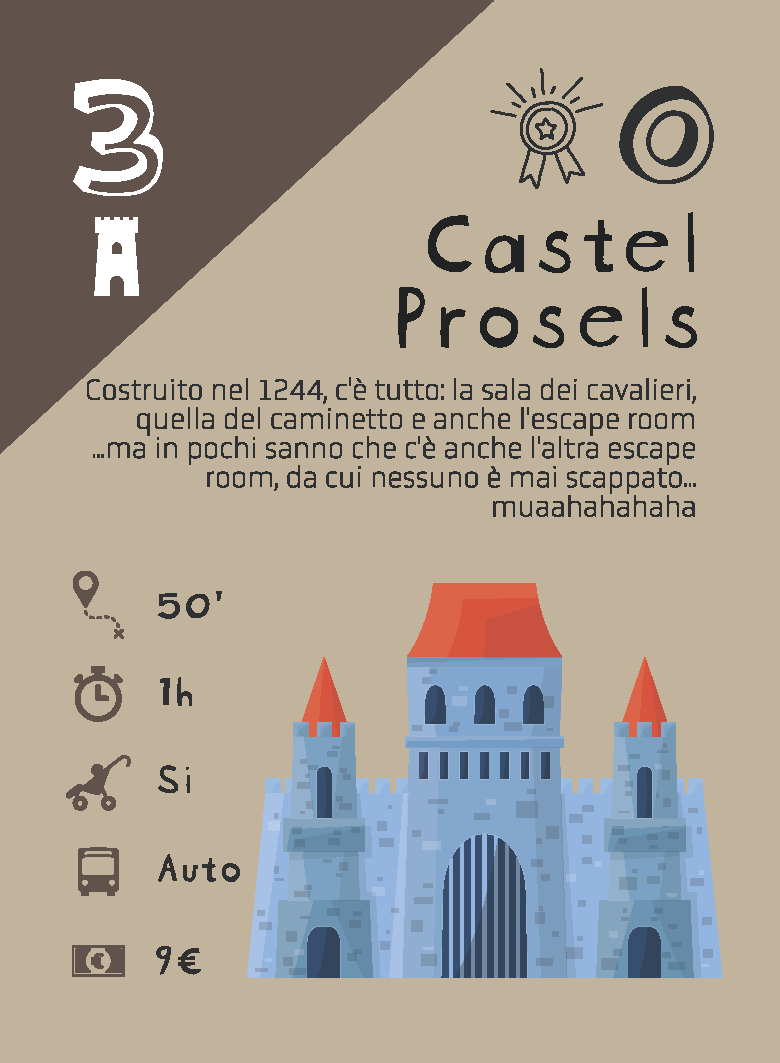 3
0
Castel
Prosels
Costruito nel 1244, c'è tutto: la sala dei cavalieri,
quella del caminetto e anche l'escape room
...ma in pochi sanno che c'è anche l'altra escape
room, da cui nessuno è mai scappato...
muaahahahaha
50'
1h
Si
Auto
9€